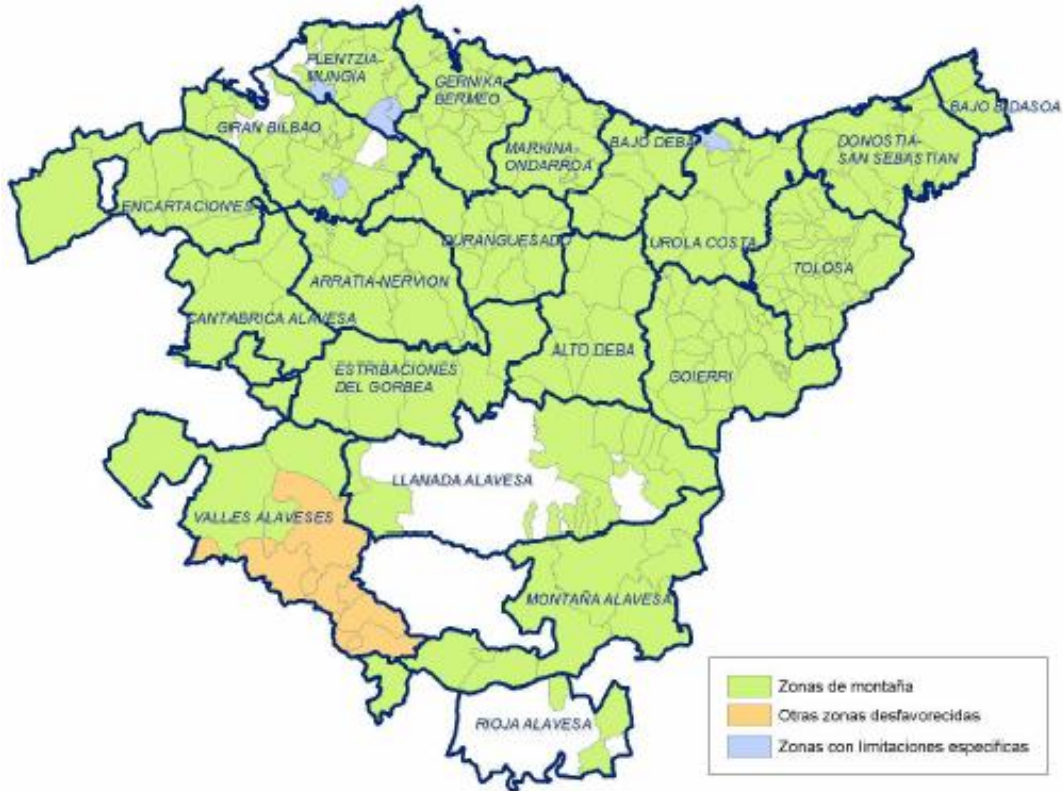 PLENTZIA-
MUNGIA
GERNIKA-
BERMEO
GRAN BILBAO
BAJO BIDASOA
MARKINA-
ONDARROA
BAJO DEBA
DONOSTIA-
SAN SEBASTIAN
ENCARTACIONES
DURANGUESADO
UROLA COSTA
TOLOSA
ARRATIA-NERVION
CANTABRICA ALAVESA
ALTO DEBA
ESTRIBACIONES
DEL GORBEA
GOIERRI
LLANADA ALAVESA
VALLES ALAVESES
MONTAÑA ALAVESA
RIOJA ALAVESA
Zonas de montaña
Otras zonas desfavorecidas
Zonas con limitaciones especificas